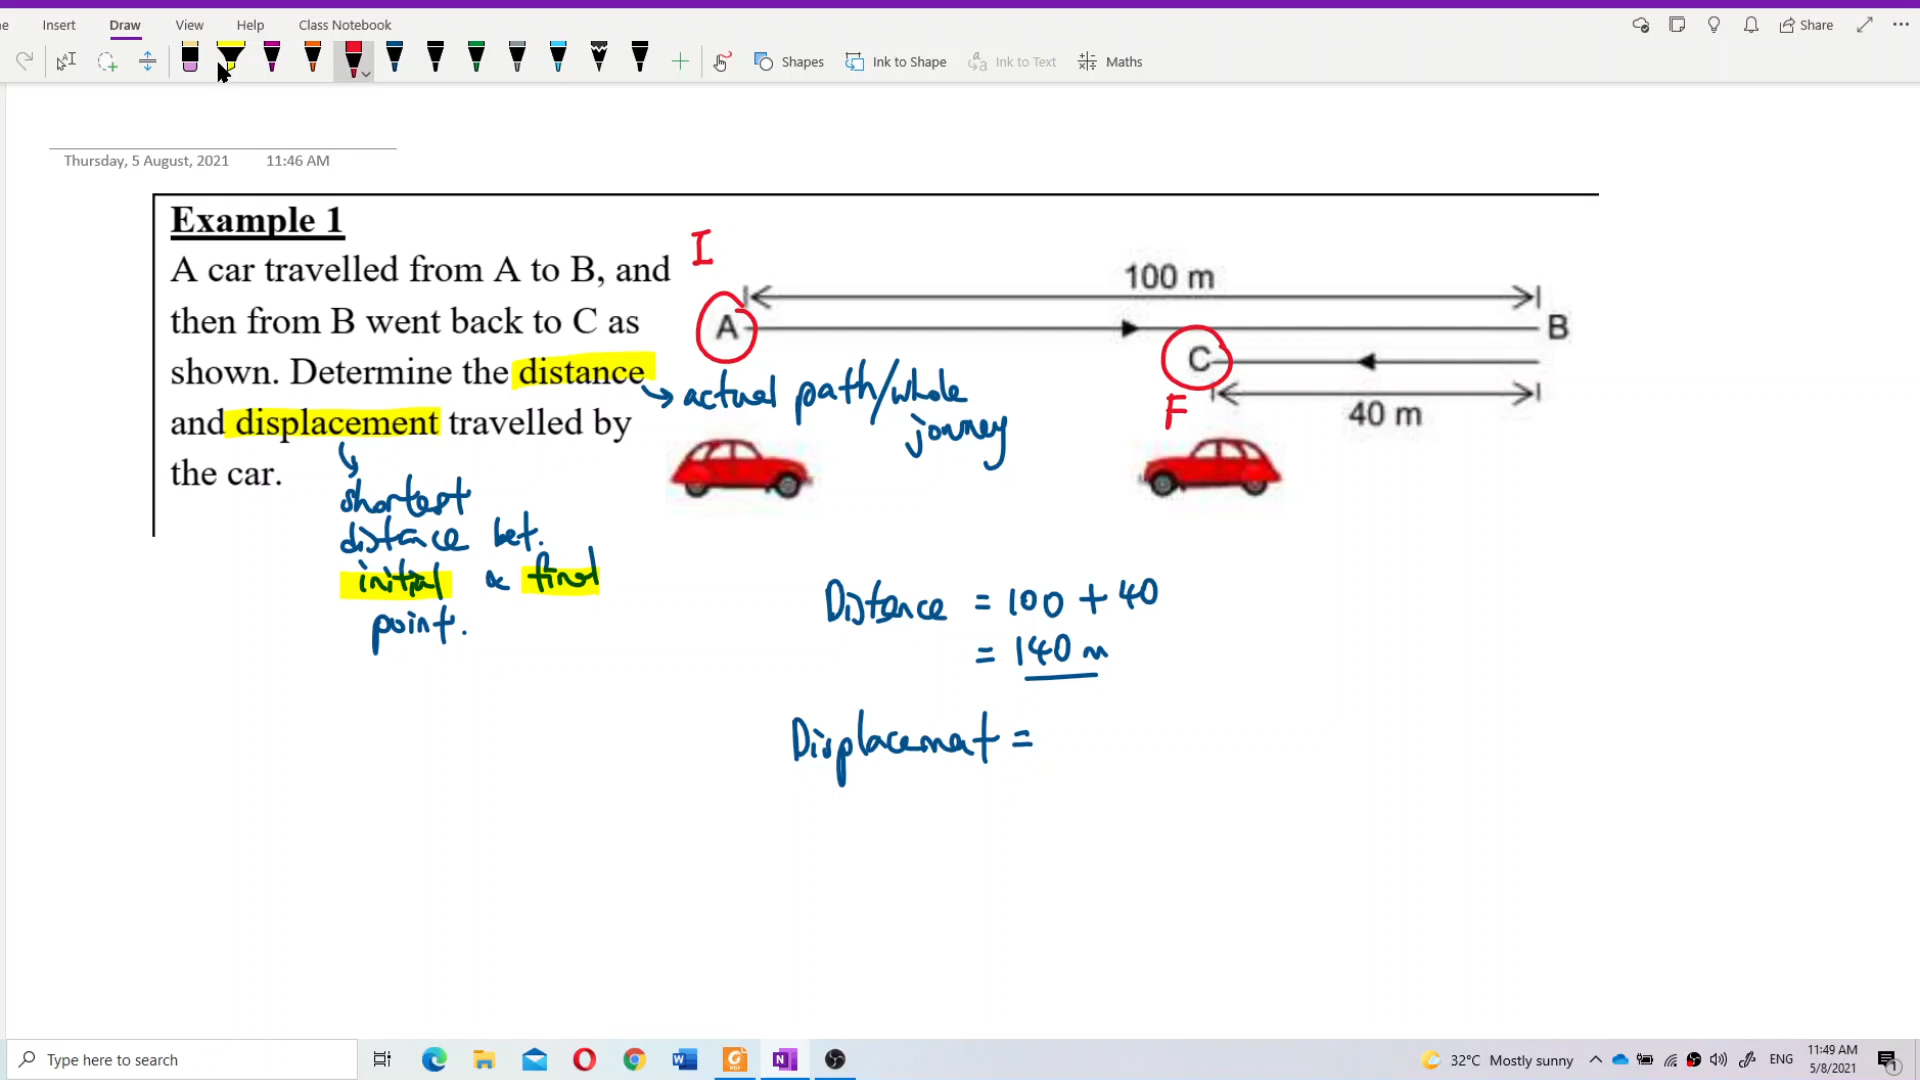 Insert Draw View Help Class Notebook Share
Shapes Ink to Shape Ink to Text Maths
Thursday, 5 August, 2021 11:46 AM
Example 1
A car travelled from A to B, and
then from B went back to C as
shown. Determine the distance
and displacement travelled by
the car.
I
100 m
A
B
C
F
40 m
actual path/whole
jonney
shortest
distance bet.
initial & final
point.
Distance = 100 + 40
= 140 m
Displacement =
Type here to search
32°C Mostly sunny
ENG
11:49 AM
5/8/2021
1